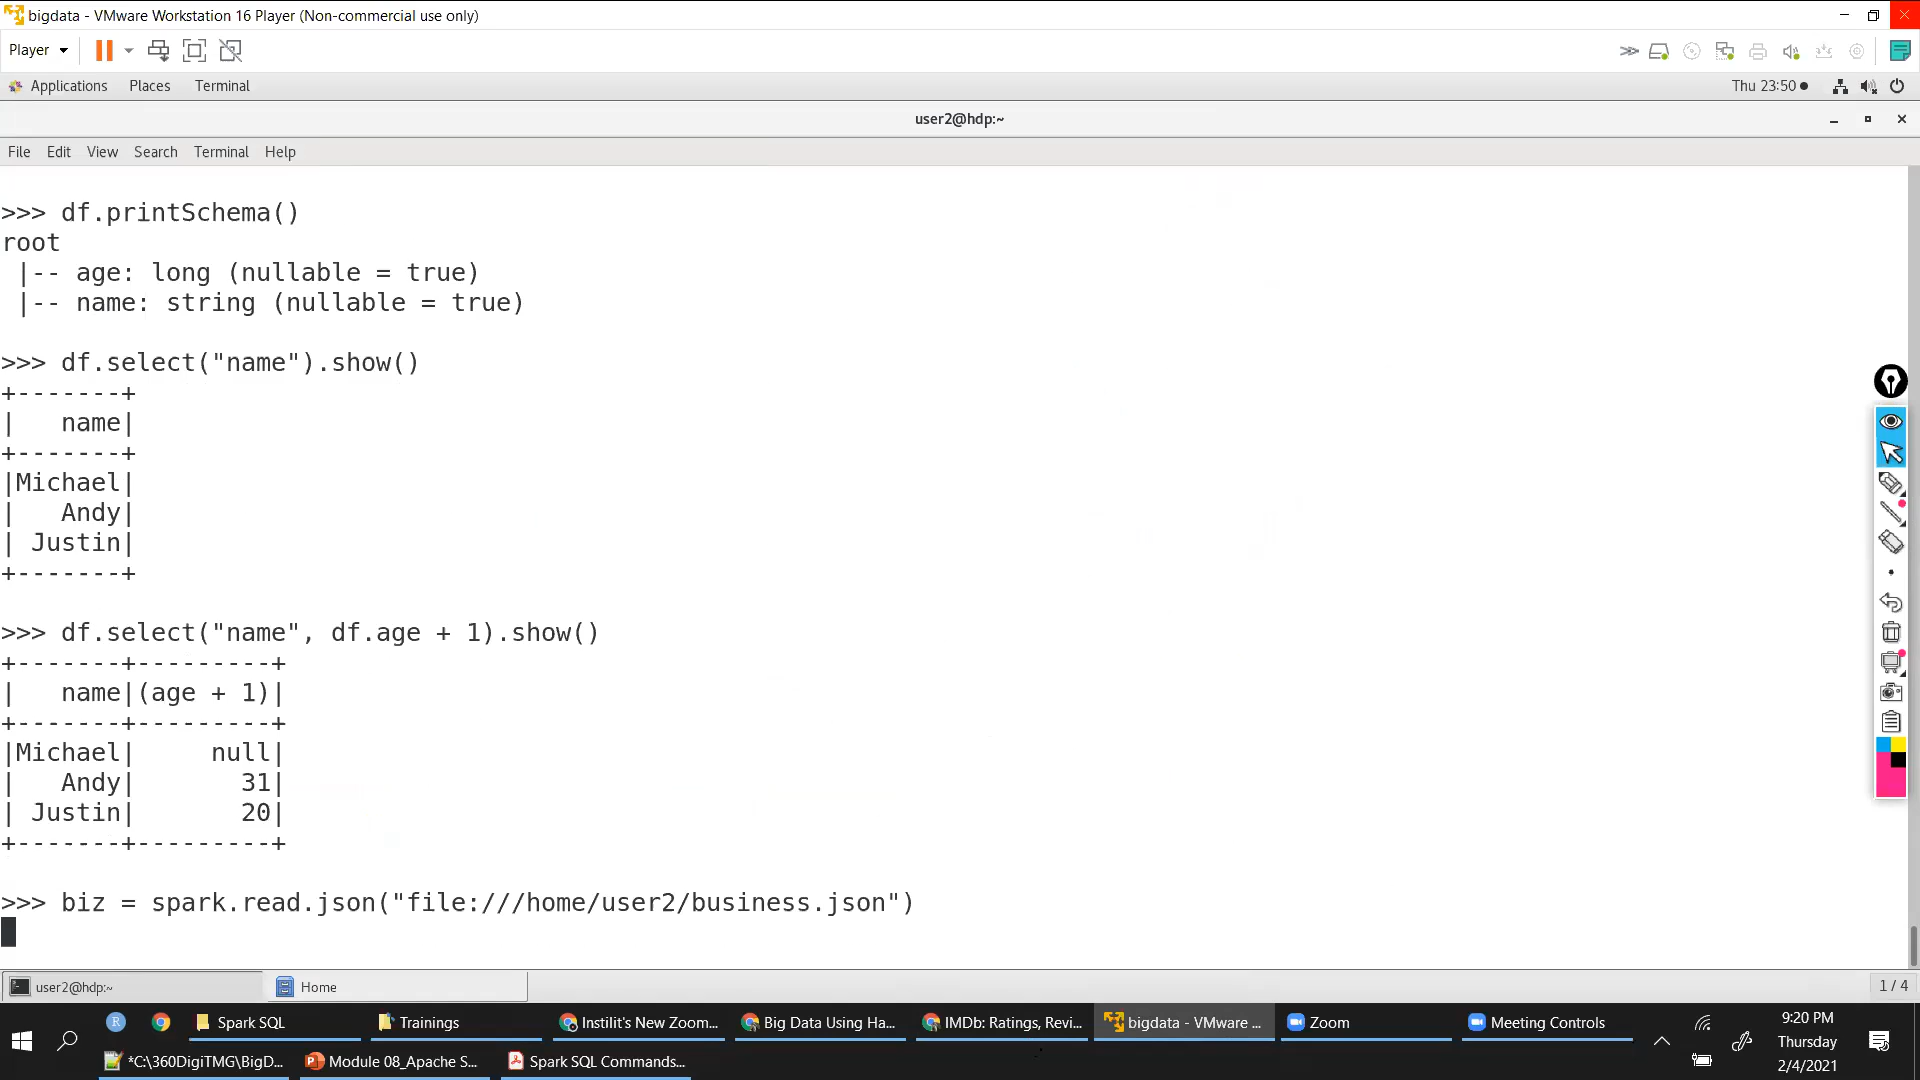 bigdata - VMware Workstation 16 Player (Non-commercial use only)
Player
Applications Places Terminal Thu 23:50
user2@hdp:~
File Edit View Search Terminal Help
>>> df.printSchema()
root
 |-- age: long (nullable = true)
 |-- name: string (nullable = true)
>>> df.select("name").show()
+-------+
|   name|
+-------+
|Michael|
|   Andy|
| Justin|
+-------+
>>> df.select("name", df.age + 1).show()
+-------+---------+
|   name|(age + 1)|
+-------+---------+
|Michael|     null|
|   Andy|       31|
| Justin|       20|
+-------+---------+
>>> biz = spark.read.json("file:///home/user2/business.json")
user2@hdp:~ Home 1 / 4
R Spark SQL Trainings Instilit's New Zoom... Big Data Using Ha... IMDb: Ratings, Revi... bigdata - VMware ... Zoom Meeting Controls 9:20 PM
Thursday
*C:\360DigiTMG\BigD... Module 08_Apache S... Spark SQL Commands... 2/4/2021